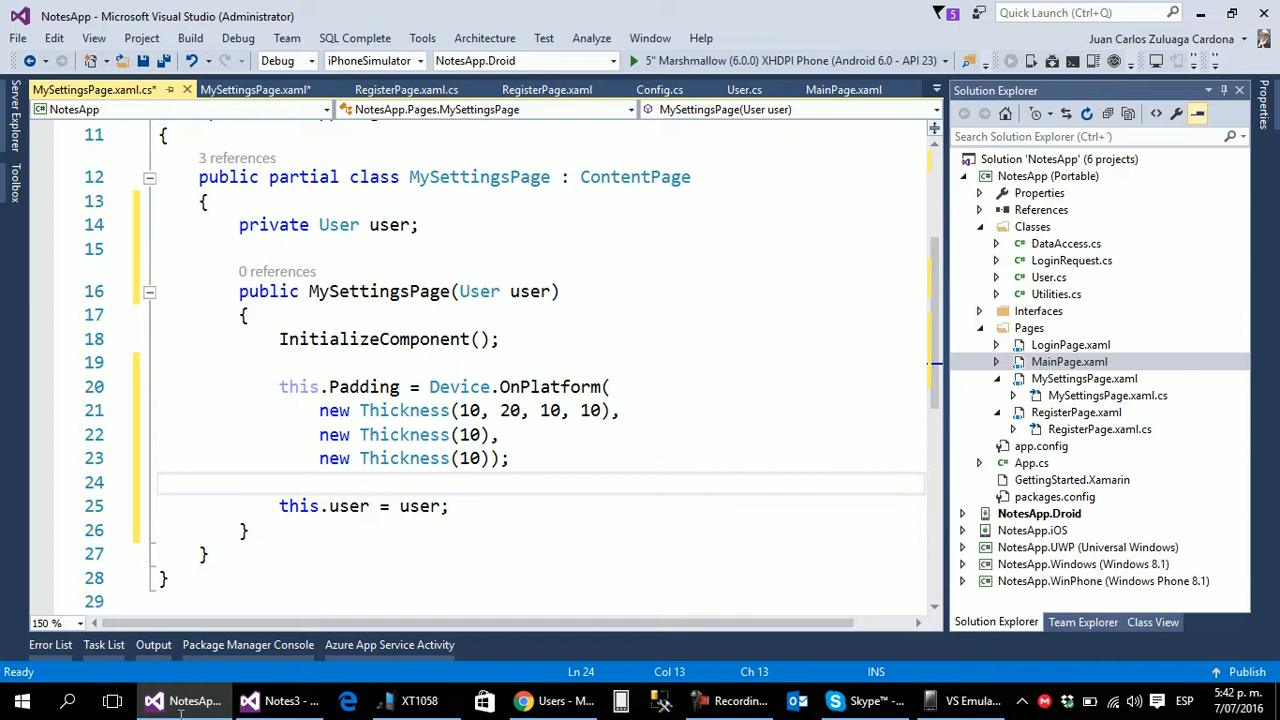 NotesApp - Microsoft Visual Studio (Administrator)
5
Quick Launch (Ctrl+Q)
File Edit View Project Build Debug Team SQL Complete Tools Architecture Test Analyze Window Help
Juan Carlos Zuluaga Cardona
Debug iPhoneSimulator NotesApp.Droid 5" Marshmallow (6.0.0) XHDPI Phone (Android 6.0 - API 23)
MySettingsPage.xaml.cs* MySettingsPage.xaml* RegisterPage.xaml.cs RegisterPage.xaml Config.cs User.cs MainPage.xaml
NotesApp NotesApp.Pages.MySettingsPage MySettingsPage(User user)
Server Explorer
Toolbox
11 {
3 references
12 public partial class MySettingsPage : ContentPage
13 {
14 private User user;
15
0 references
16 public MySettingsPage(User user)
17 {
18 InitializeComponent();
19
20 this.Padding = Device.OnPlatform(
21 new Thickness(10, 20, 10, 10),
22 new Thickness(10),
23 new Thickness(10));
24
25 this.user = user;
26 }
27 }
28 }
29
150 %
Solution Explorer
Search Solution Explorer (Ctrl+´)
Solution 'NotesApp' (6 projects)
NotesApp (Portable)
Properties
References
Classes
DataAccess.cs
LoginRequest.cs
User.cs
Utilities.cs
Interfaces
Pages
LoginPage.xaml
MainPage.xaml
MySettingsPage.xaml
MySettingsPage.xaml.cs
RegisterPage.xaml
RegisterPage.xaml.cs
app.config
App.cs
GettingStarted.Xamarin
packages.config
NotesApp.Droid
NotesApp.iOS
NotesApp.UWP (Universal Windows)
NotesApp.Windows (Windows 8.1)
NotesApp.WinPhone (Windows Phone 8.1)
Solution Explorer Team Explorer Class View
Properties
Error List Task List Output Package Manager Console Azure App Service Activity
Ready Ln 24 Col 13 Ch 13 INS Publish
NotesAp... Notes3 - ... XT1058 Users - M... Recordin... Skype™ -... VS Emula... ESP
5:42 p. m.
7/07/2016